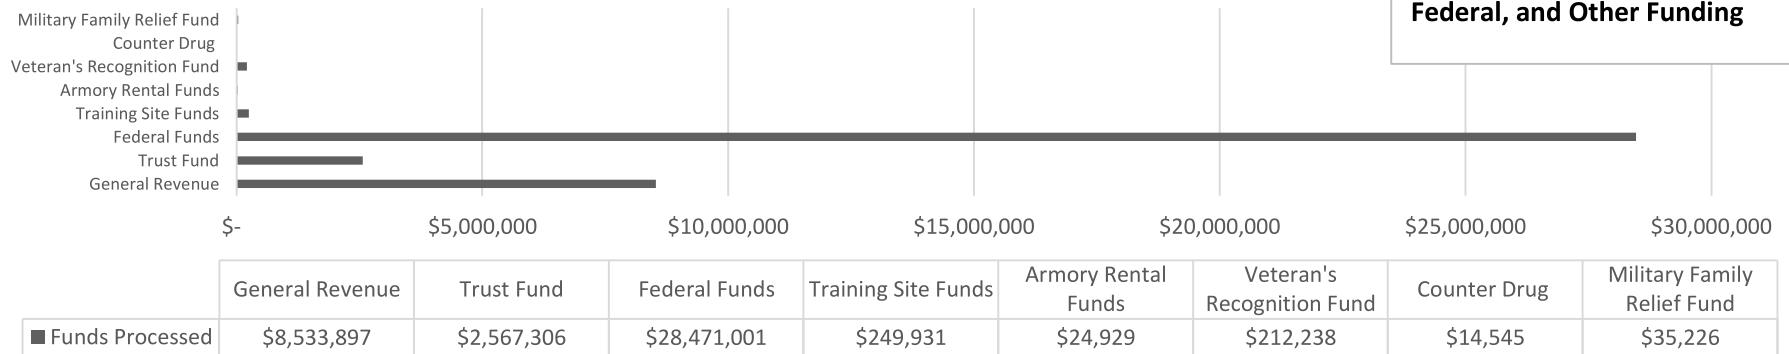 Federal, and Other Funding
Military Family Relief Fund
Counter Drug
Veteran's Recognition Fund
Armory Rental Funds
Training Site Funds
Federal Funds
Trust Fund
General Revenue
$- $5,000,000 $10,000,000 $15,000,000 $20,000,000 $25,000,000 $30,000,000
General Revenue Trust Fund Federal Funds Training Site Funds Armory Rental Funds Veteran's Recognition Fund Counter Drug Military Family Relief Fund
Funds Processed $8,533,897 $2,567,306 $28,471,001 $249,931 $24,929 $212,238 $14,545 $35,226